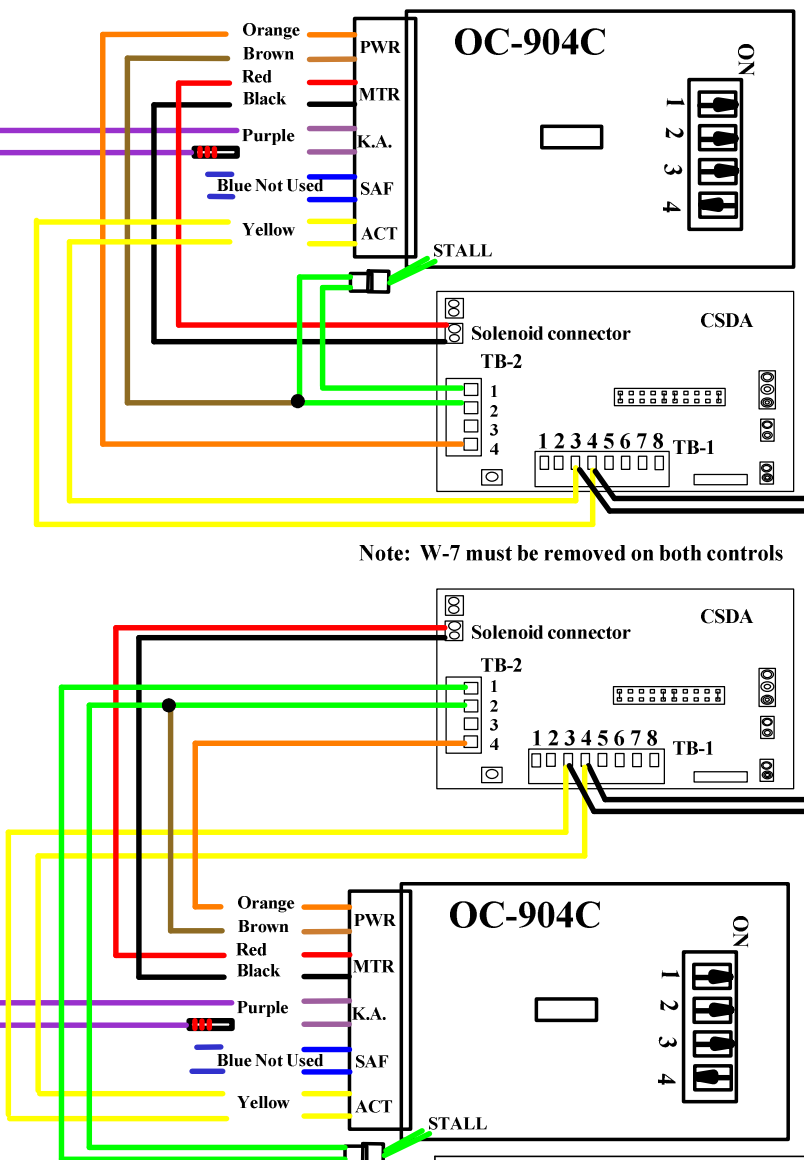 Orange
Brown
Red
Black
Purple
Blue Not Used
Yellow
PWR
MTR
K.A.
SAF
ACT
OC-904C
ON
1
2
3
4
STALL
Solenoid connector
CSDA
TB-2
1
2
3
4
1 2 3 4 5 6 7 8 TB-1
Note: W-7 must be removed on both controls
Solenoid connector
CSDA
TB-2
1
2
3
4
1 2 3 4 5 6 7 8 TB-1
Orange
Brown
Red
Black
Purple
Blue Not Used
Yellow
PWR
MTR
K.A.
SAF
ACT
OC-904C
ON
1
2
3
4
STALL